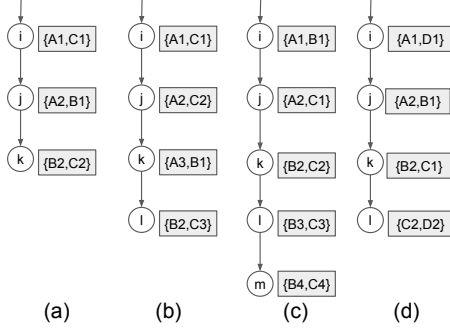 i {A1,C1} i {A1,C1} i {A1,B1} i {A1,D1}
j {A2,B1} j {A2,C2} j {A2,C1} j {A2,B1}
k {B2,C2} k {A3,B1} k {B2,C2} k {B2,C1}
l {B2,C3} l {B3,C3} l {C2,D2}
m {B4,C4}
(a) (b) (c) (d)